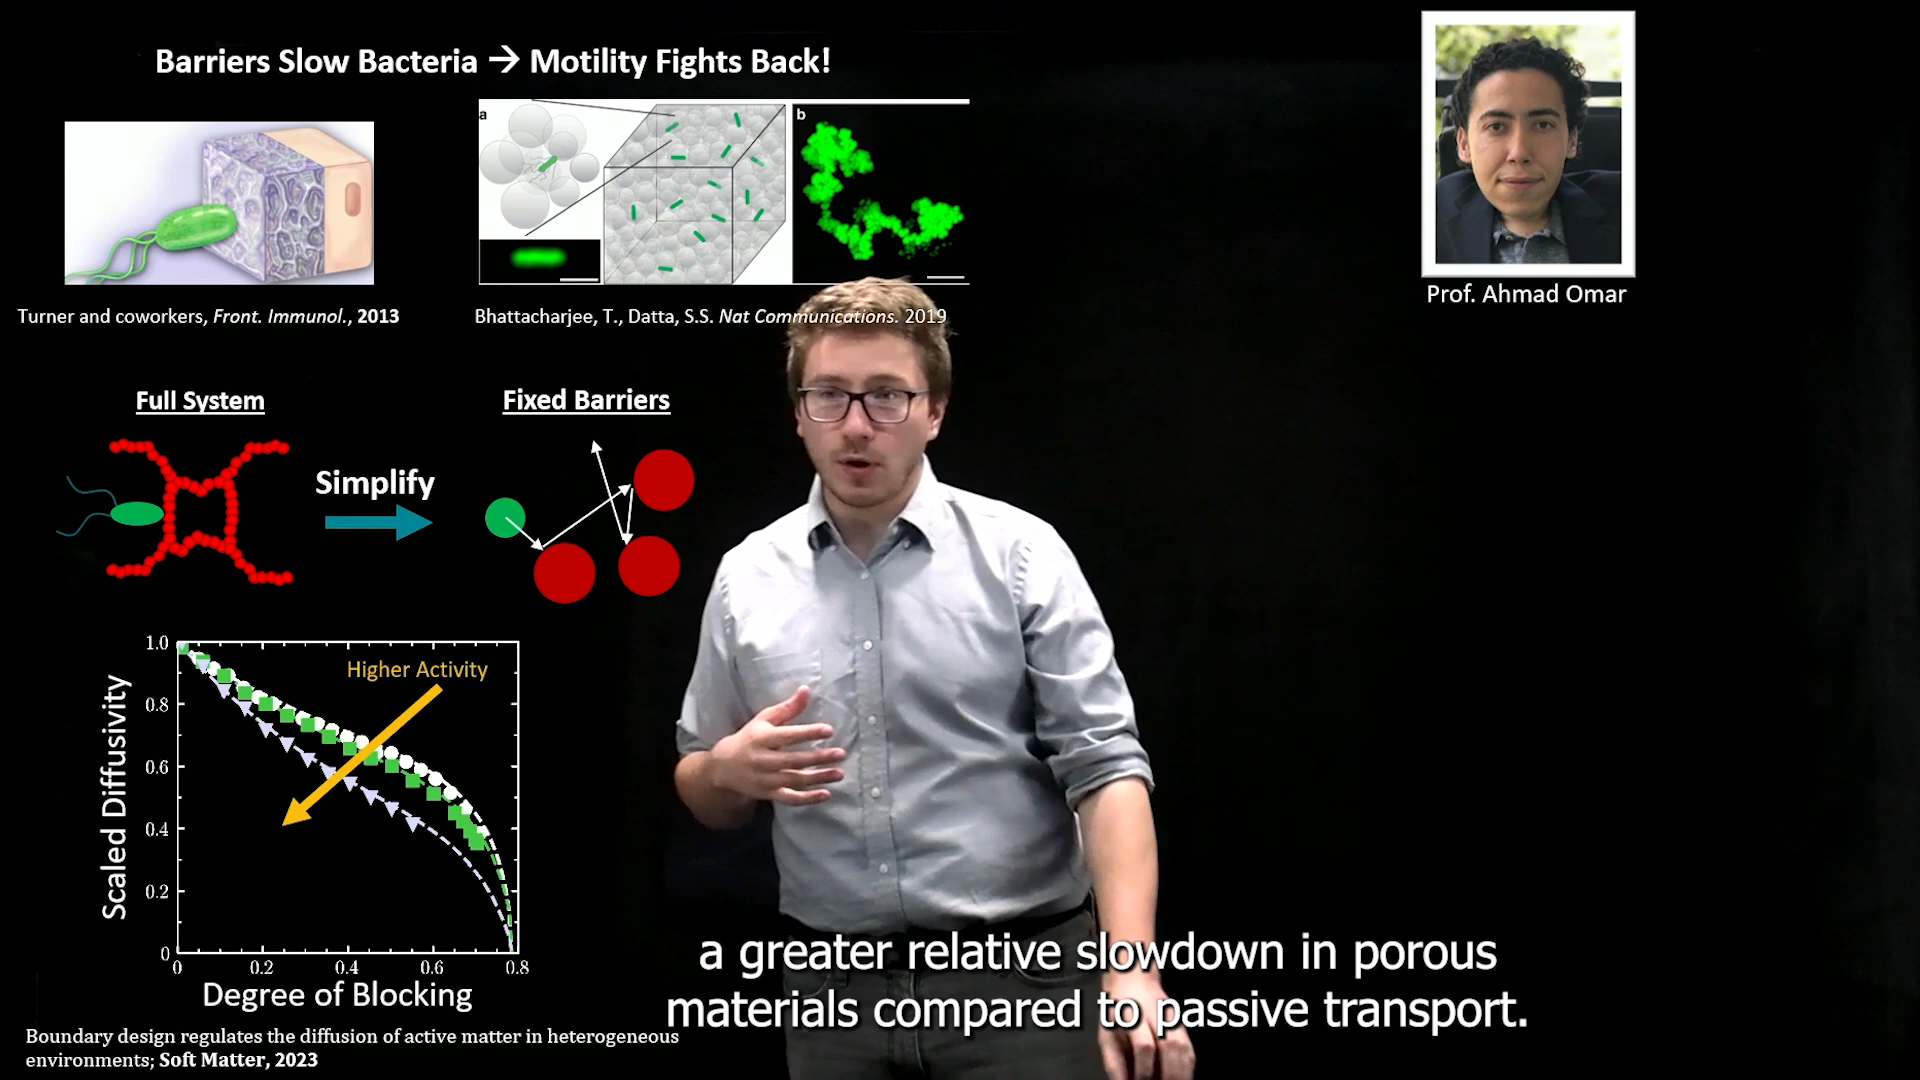 Barriers Slow Bacteria → Motility Fights Back!
Prof. Ahmad Omar
a
b
Turner and coworkers, Front. Immunol., 2013
Bhattacharjee, T., Datta, S.S. Nat Communications. 2019
Full System
Simplify
Fixed Barriers
Higher Activity
Scaled Diffusivity
1.0
0.8
0.6
0.4
0.2
0
0 0.2 0.4 0.6 0.8
Degree of Blocking
Boundary design regulates the diffusion of active matter in heterogeneous
environments; Soft Matter, 2023
a greater relative slowdown in porous
materials compared to passive transport.